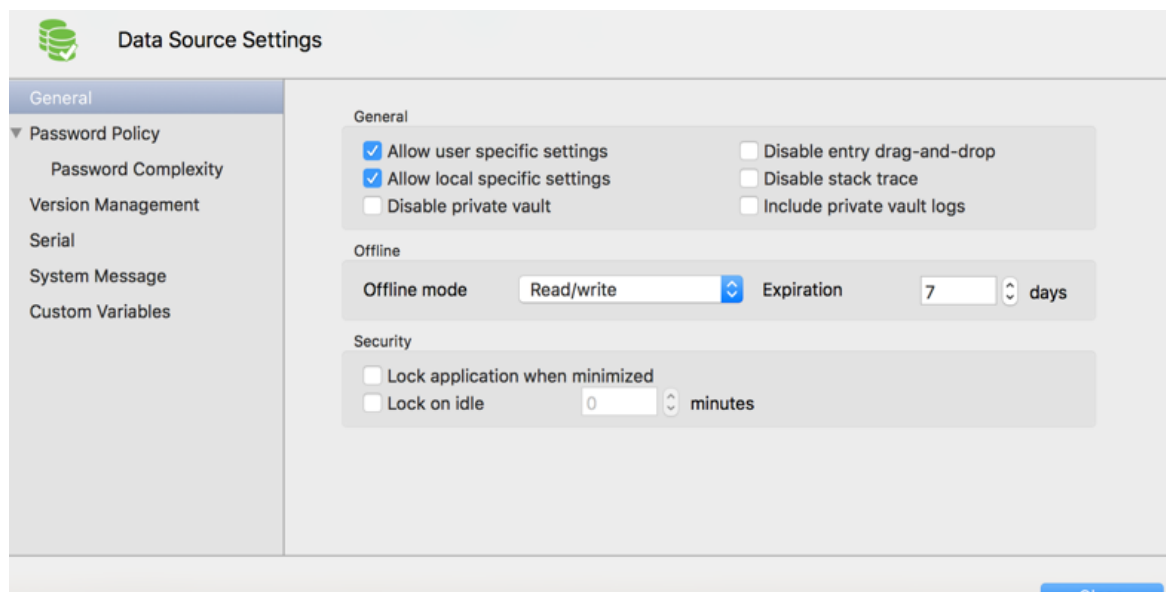 Data Source Settings
General
Password Policy
Password Complexity
Version Management
Serial
System Message
Custom Variables
General
Allow user specific settings
Disable entry drag-and-drop
Allow local specific settings
Disable stack trace
Disable private vault
Include private vault logs
Offline
Offline mode
Read/write
Expiration
7
days
Security
Lock application when minimized
Lock on idle
0
minutes